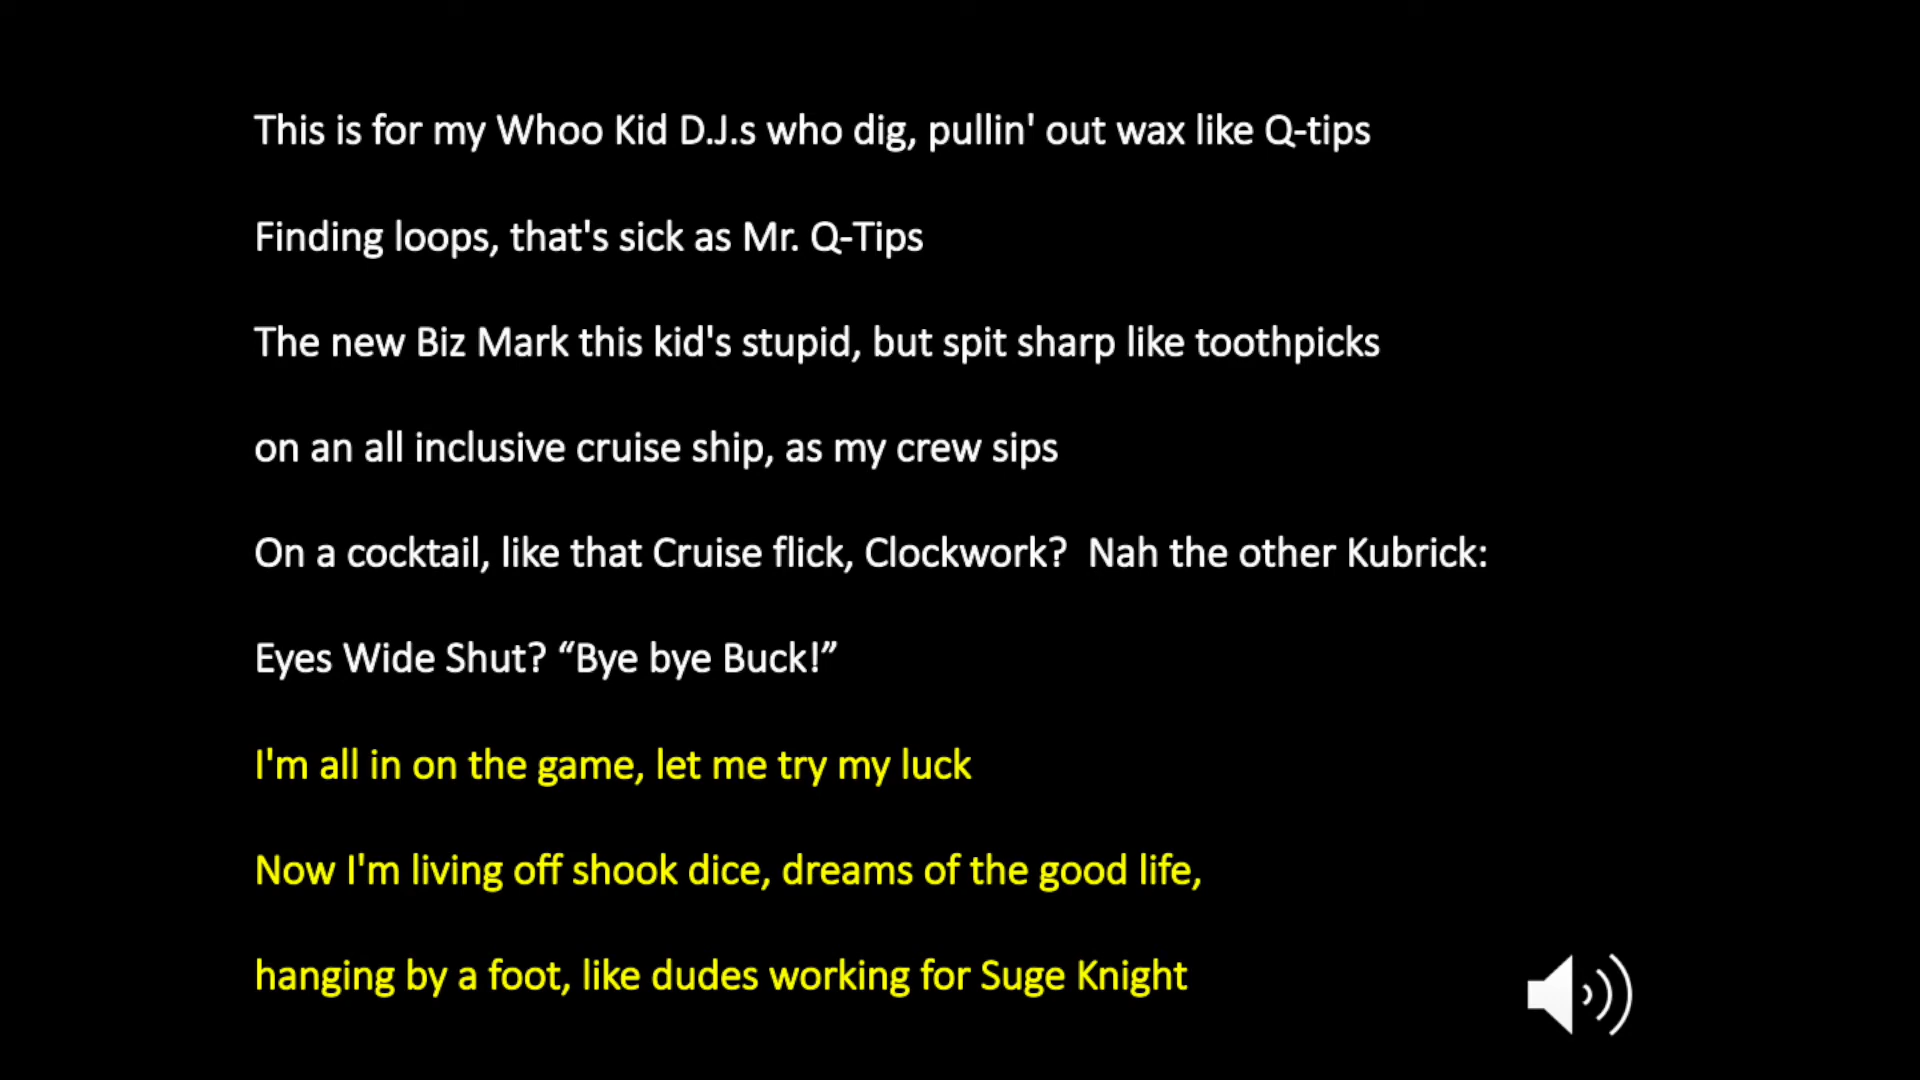 This is for my Whoo Kid D.J.s who dig, pullin' out wax like Q-tips
Finding loops, that's sick as Mr. Q-Tips
The new Biz Mark this kid's stupid, but spit sharp like toothpicks
on an all inclusive cruise ship, as my crew sips
On a cocktail, like that Cruise flick, Clockwork?  Nah the other Kubrick:
Eyes Wide Shut? “Bye bye Buck!”
I'm all in on the game, let me try my luck
Now I'm living off shook dice, dreams of the good life,
hanging by a foot, like dudes working for Suge Knight